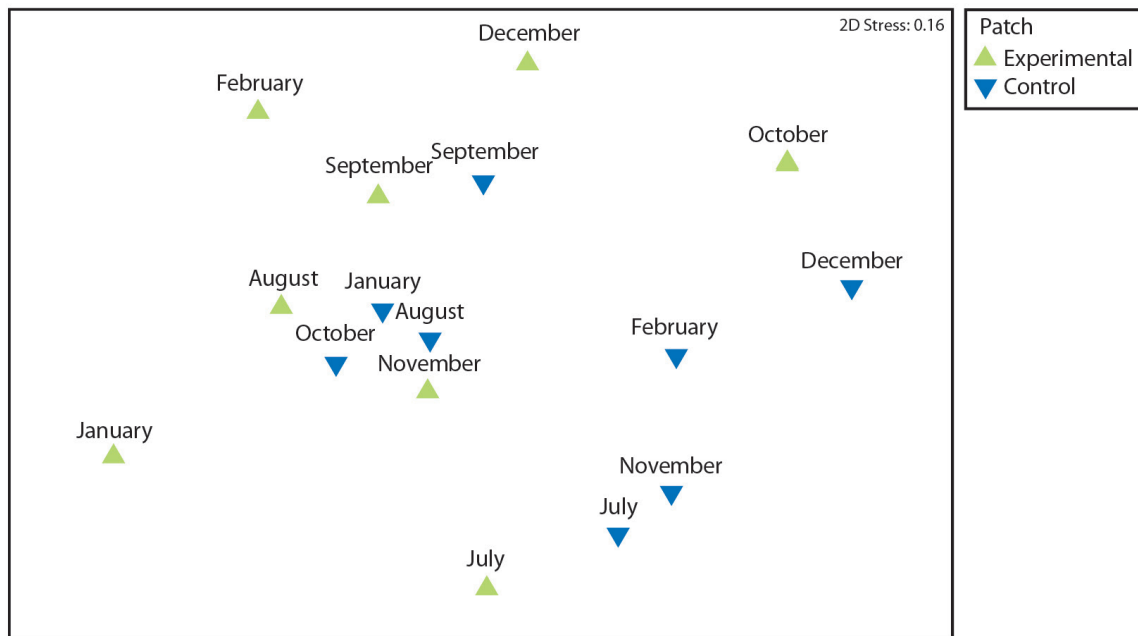 2D Stress: 0.16
Patch
Experimental
Control
December
February
October
September
September
December
August
January
August
October
February
November
January
November
July
July